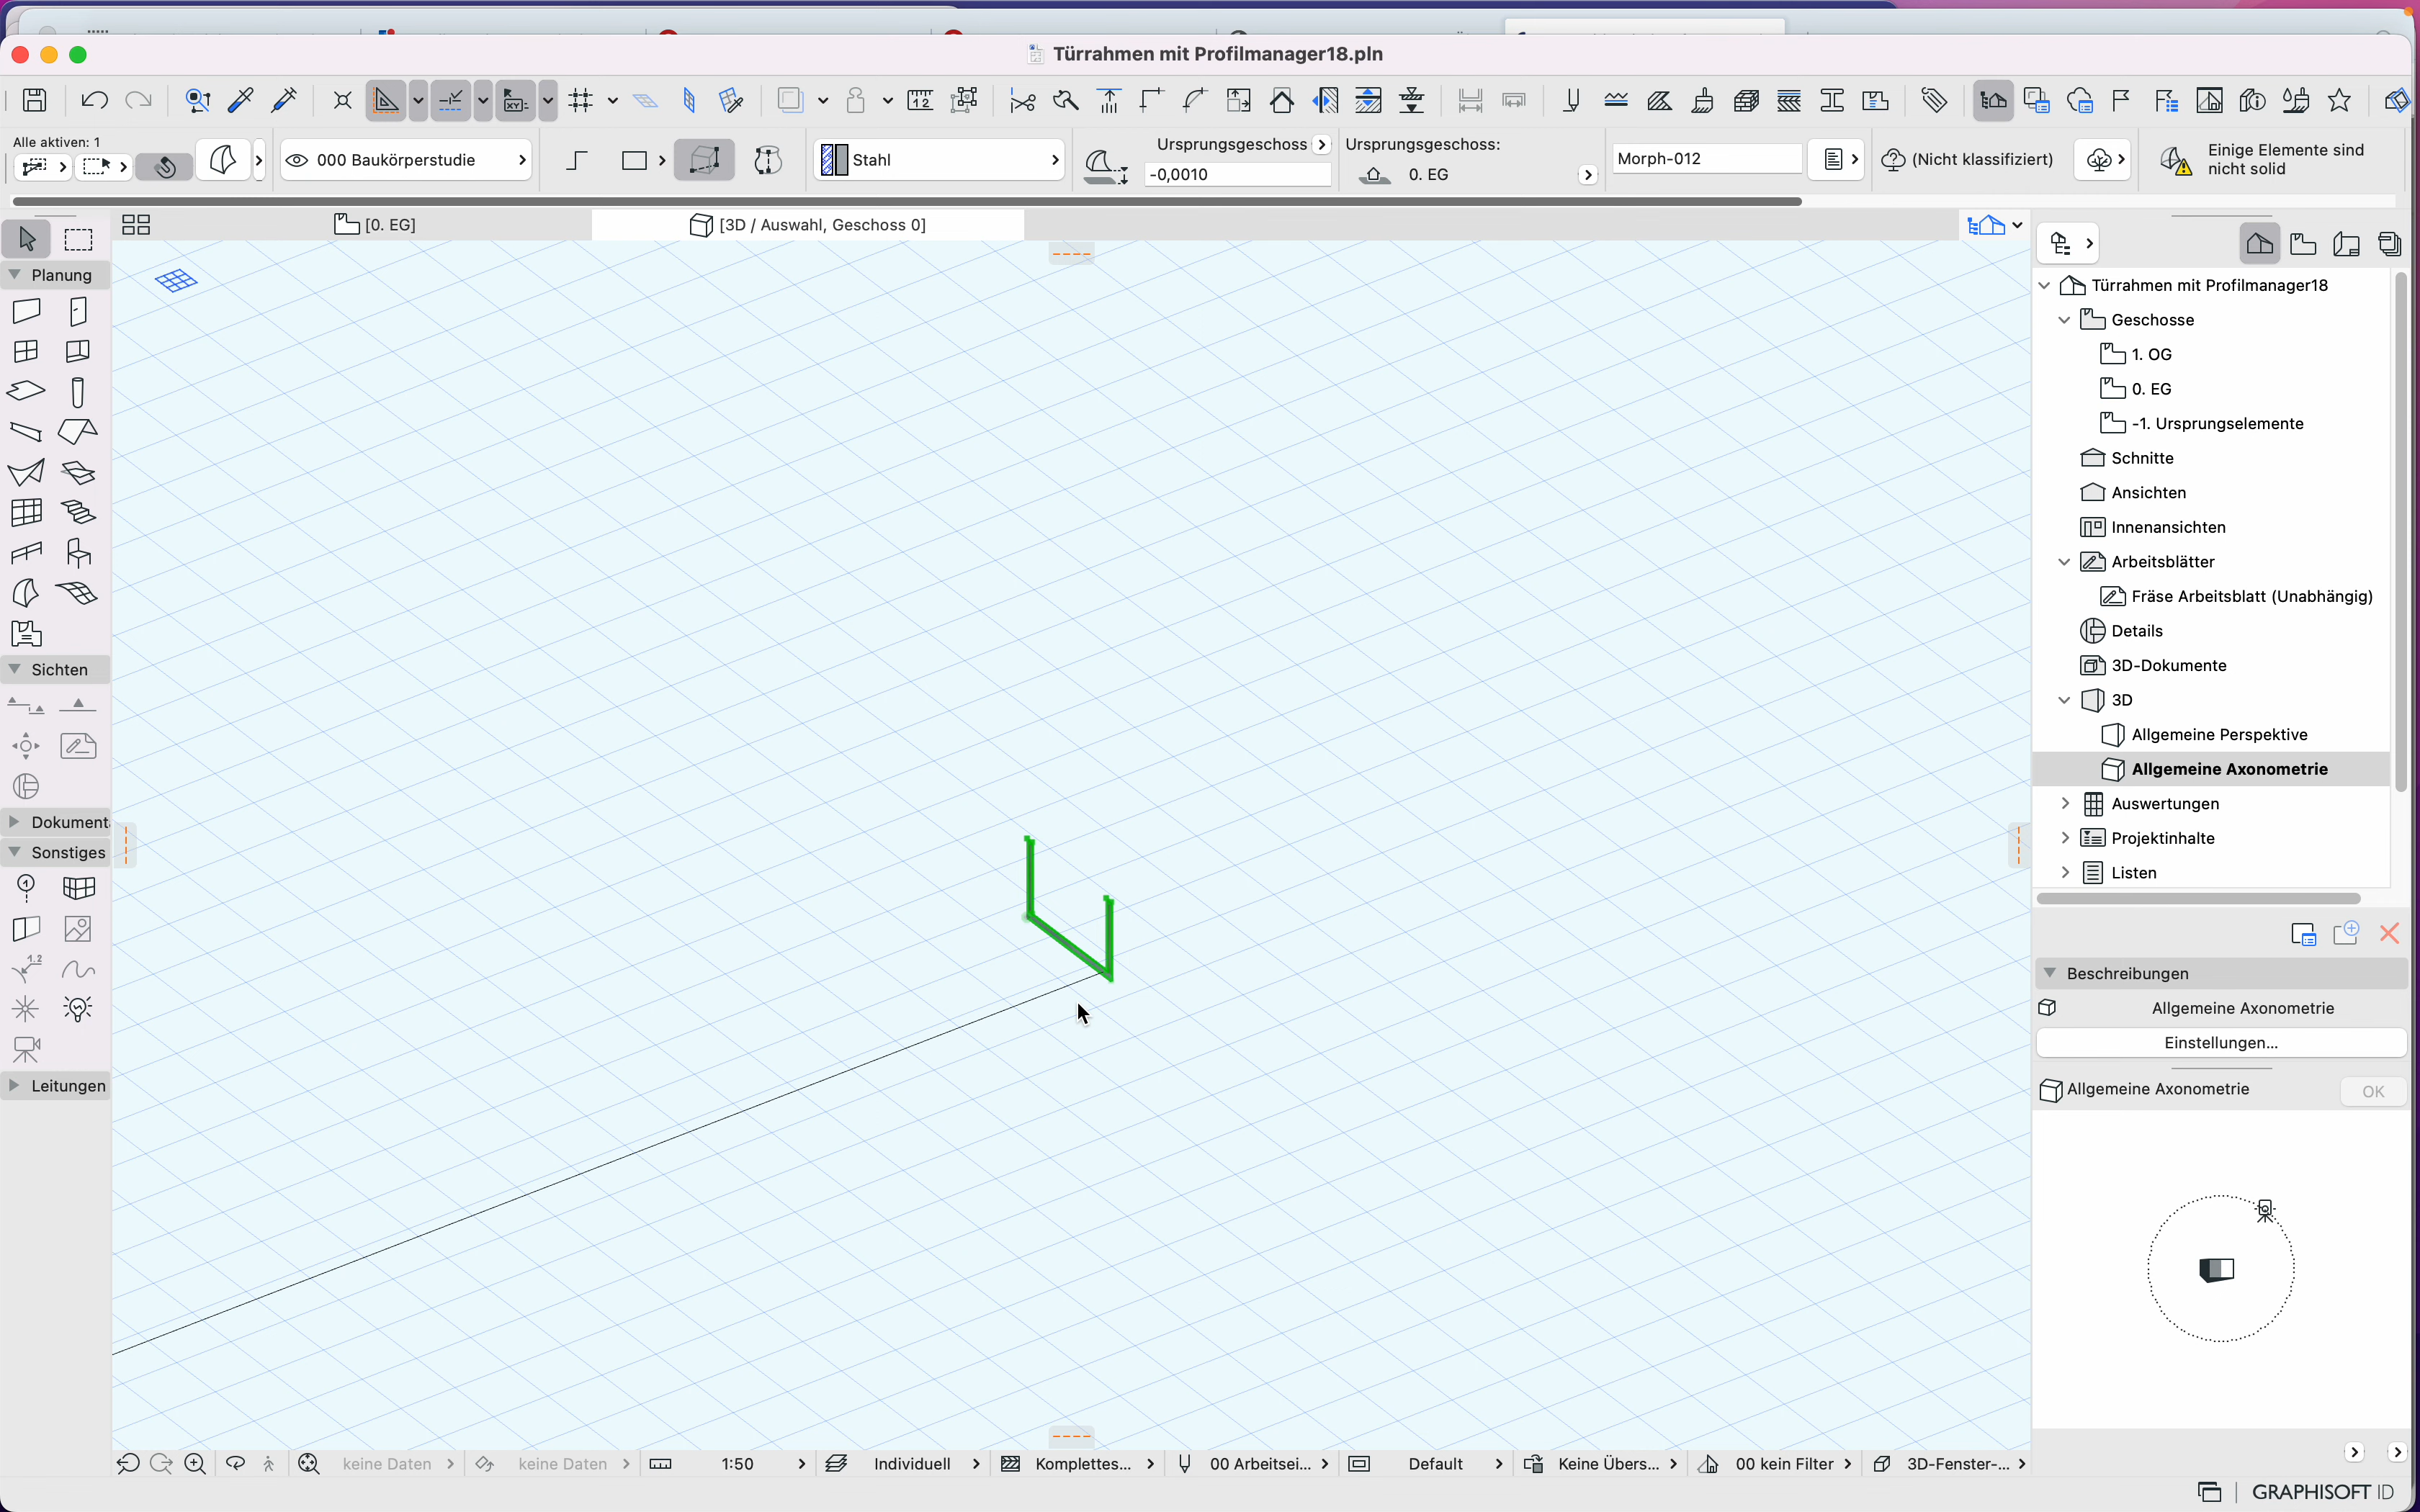 Türrahmen mit Profilmanager18.pln
Alle aktiven: 1
000 Baukörperstudie
Stahl
Ursprungsgeschoss
-0,0010
Ursprungsgeschoss:
0. EG
Morph-012
(Nicht klassifiziert)
Einige Elemente sind
nicht solid
[0. EG]
[3D / Auswahl, Geschoss 0]
Planung
Sichten
Dokument
Sonstiges
Leitungen
Türrahmen mit Profilmanager18
Geschosse
1. OG
0. EG
-1. Ursprungselemente
Schnitte
Ansichten
Innenansichten
Arbeitsblätter
Fräse Arbeitsblatt (Unabhängig)
Details
3D-Dokumente
3D
Allgemeine Perspektive
Allgemeine Axonometrie
Auswertungen
Projektinhalte
Listen
Beschreibungen
Allgemeine Axonometrie
Einstellungen...
Allgemeine Axonometrie
OK
keine Daten
keine Daten
1:50
Individuell
Komplettes...
00 Arbeitsei...
Default
Keine Übers...
00 kein Filter
3D-Fenster-...
GRAPHISOFT ID